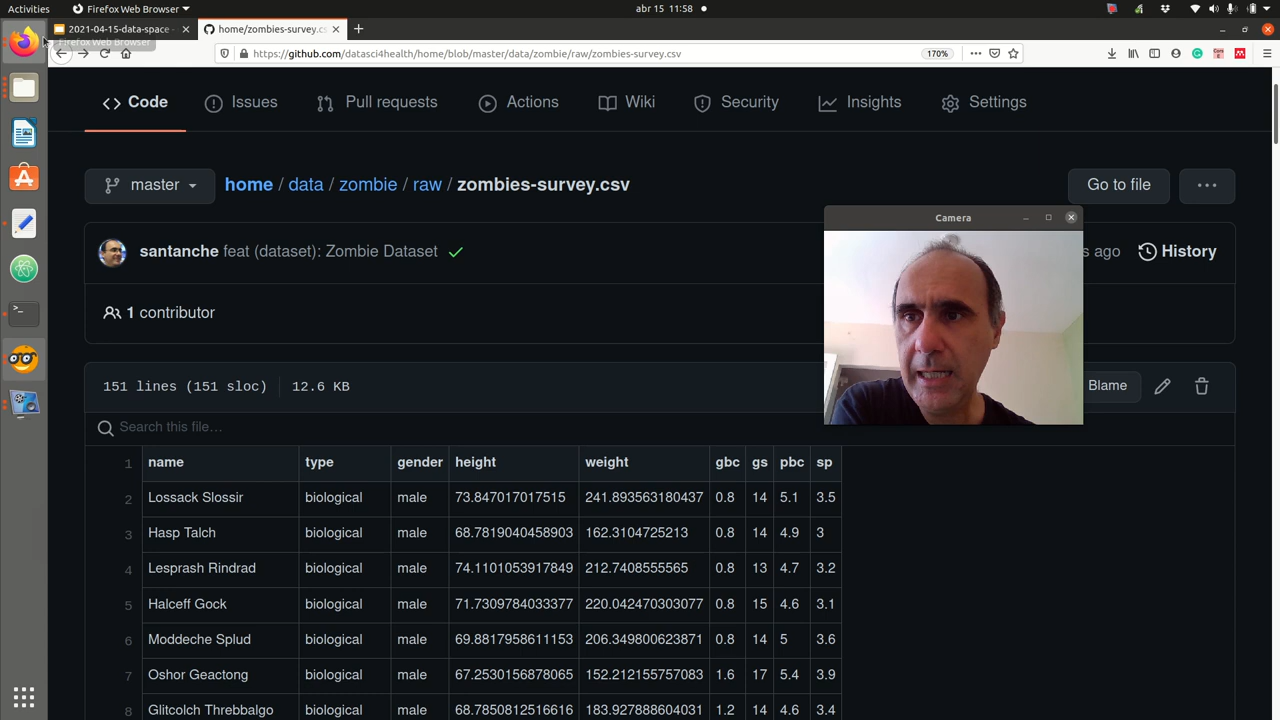 Activities Firefox Web Browser abr 15 11:58
2021-04-15-data-space - home/zombies-survey.cs
Firefox Web Browser
https://github.com/datasci4health/home/blob/master/data/zombie/raw/zombies-survey.csv 170%
Code Issues Pull requests Actions Wiki Security Insights Settings
master home / data / zombie / raw / zombies-survey.csv Go to file
Camera
santanche feat (dataset): Zombie Dataset s ago History
1 contributor
151 lines (151 sloc) 12.6 KB Blame
Search this file…
1 name type gender height weight gbc gs pbc sp
2 Lossack Slossir biological male 73.847017017515 241.893563180437 0.8 14 5.1 3.5
3 Hasp Talch biological male 68.7819040458903 162.3104725213 0.8 14 4.9 3
4 Lesprash Rindrad biological male 74.1101053917849 212.7408555565 0.8 13 4.7 3.2
5 Halceff Gock biological male 71.7309784033377 220.042470303077 0.8 15 4.6 3.1
6 Moddeche Splud biological male 69.8817958611153 206.349800623871 0.8 14 5 3.6
7 Oshor Geactong biological male 67.2530156878065 152.212155757083 1.6 17 5.4 3.9
8 Glitcolch Threbbalgo biological male 68.7850812516616 183.927888604031 1.2 14 4.6 3.4